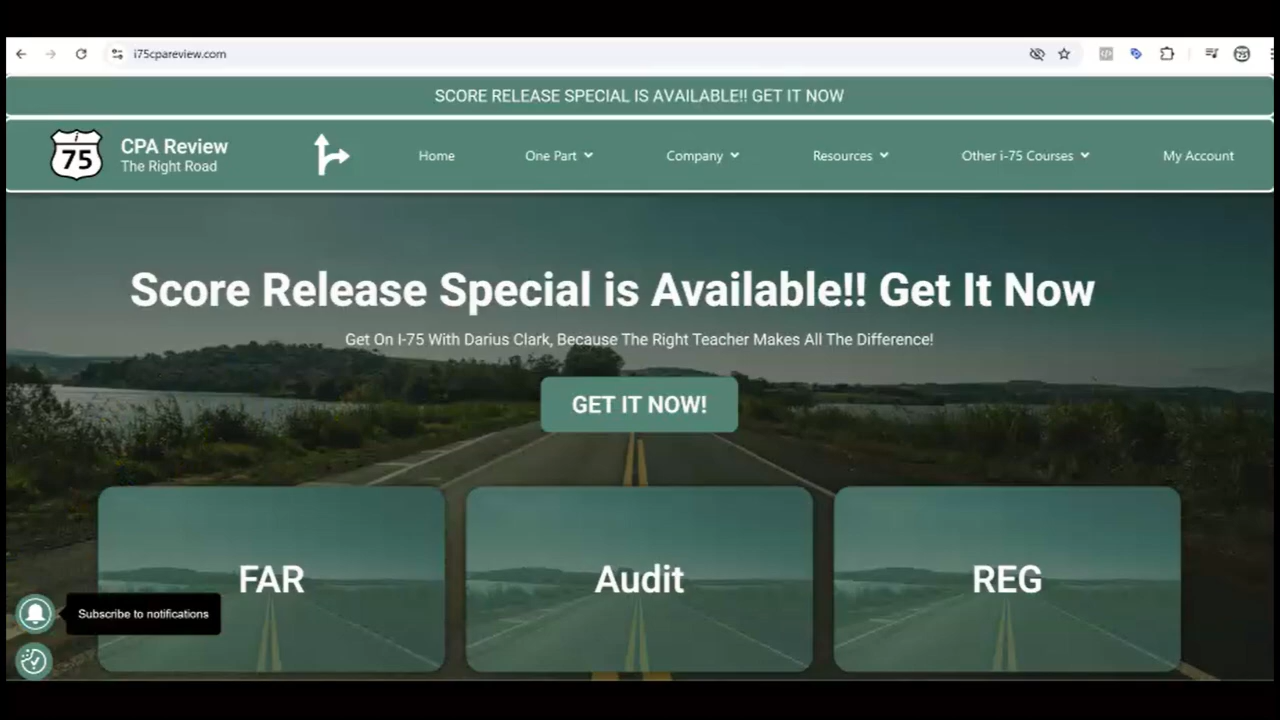 i75cpareview.com
SCORE RELEASE SPECIAL IS AVAILABLE!! GET IT NOW
i
75
CPA Review
The Right Road
Home
One Part
Company
Resources
Other i-75 Courses
My Account
Score Release Special is Available!! Get It Now
Get On I-75 With Darius Clark, Because The Right Teacher Makes All The Difference!
GET IT NOW!
FAR
Audit
REG
Subscribe to notifications